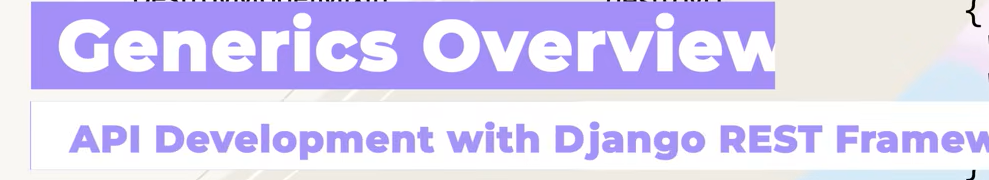 {
Generics Overview
API Development with Django REST Framew